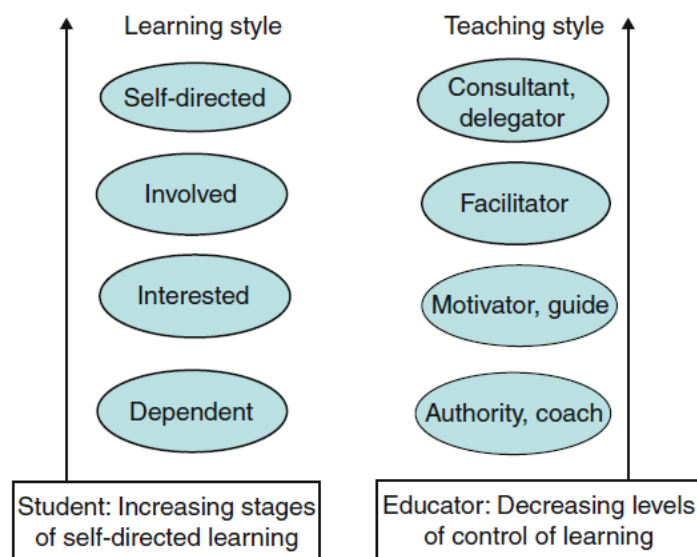 Learning style
Self-directed
Involved
Interested
Dependent
Student: Increasing stages
of self-directed learning
Teaching style
Consultant,
delegator
Facilitator
Motivator, guide
Authority, coach
Educator: Decreasing levels
of control of learning